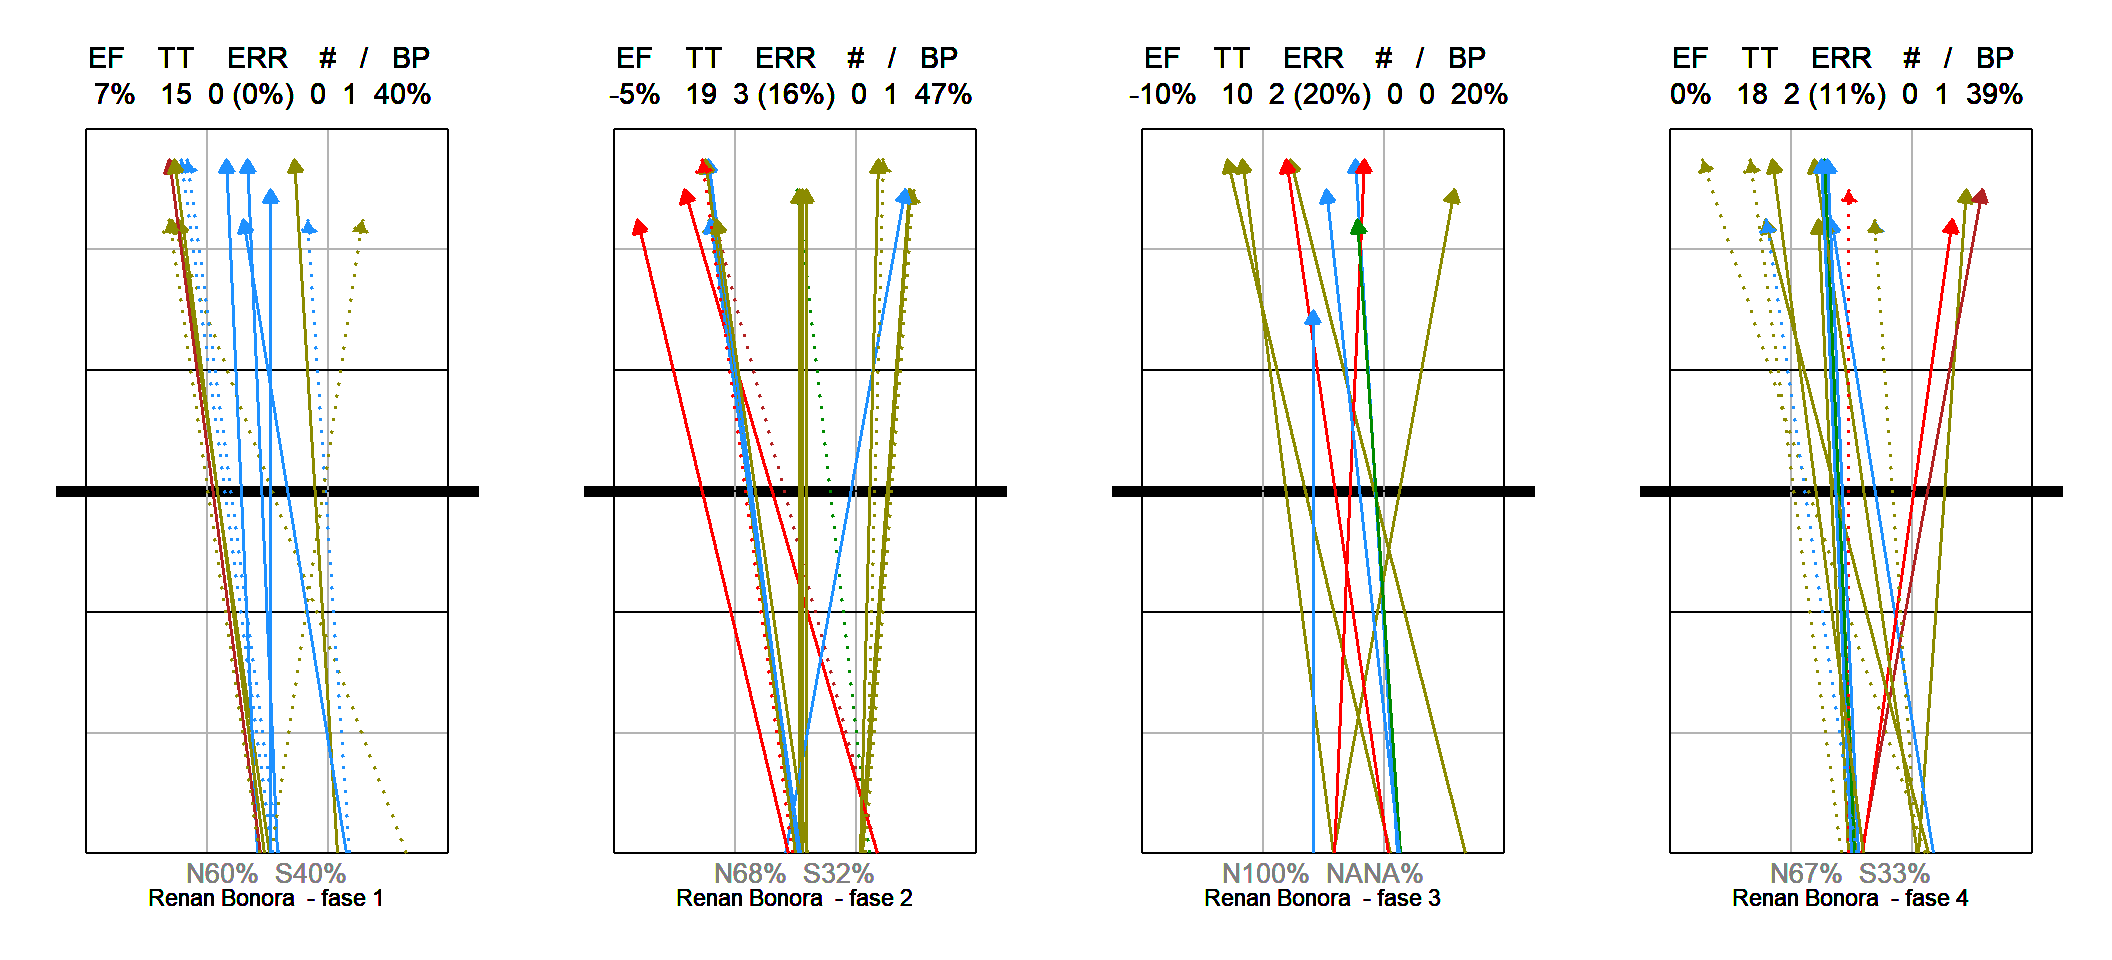 EF TT ERR # / BP
7% 15 0 (0%) 0 1 40%
N60% S40%
Renan Bonora - fase 1
EF TT ERR # / BP
-5% 19 3 (16%) 0 1 47%
N68% S32%
Renan Bonora - fase 2
EF TT ERR # / BP
-10% 10 2 (20%) 0 0 20%
N100% NANA%
Renan Bonora - fase 3
EF TT ERR # / BP
0% 18 2 (11%) 0 1 39%
N67% S33%
Renan Bonora - fase 4